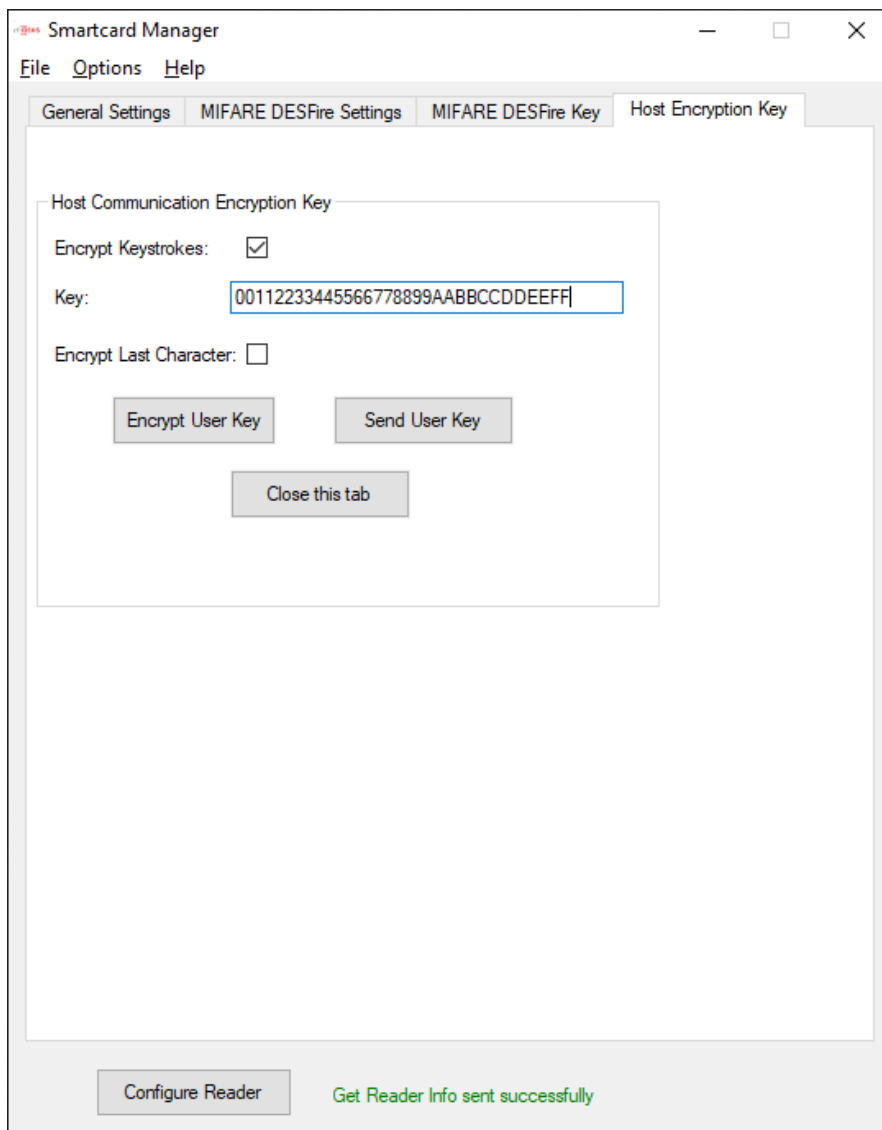 Smartcard Manager
File Options Help
General Settings MIFARE DESFire Settings MIFARE DESFire Key Host Encryption Key
Host Communication Encryption Key
Encrypt Keystrokes:
Key: 00112233445566778899AABBCCDDEEFF
Encrypt Last Character:
Encrypt User Key Send User Key
Close this tab
Configure Reader Get Reader Info sent successfully